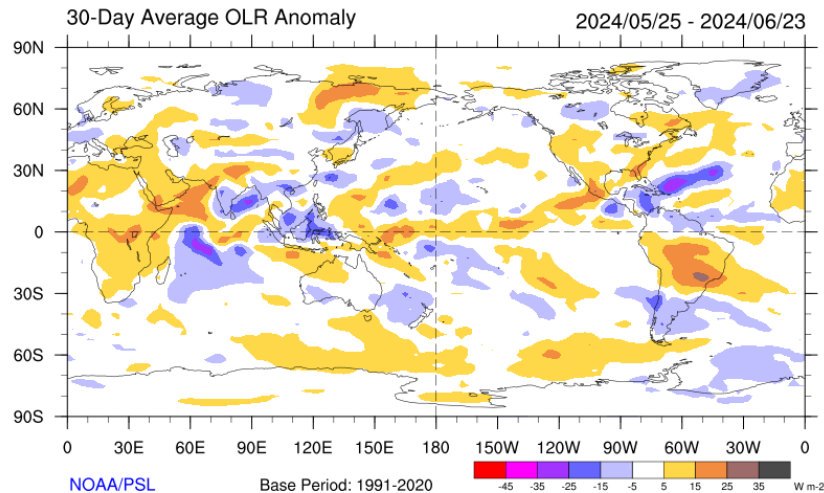 30-Day Average OLR Anomaly 2024/05/25 - 2024/06/23
90N
60N
30N
0
30S
60S
90S
0 30E 60E 90E 120E 150E 180 150W 120W 90W 60W 30W 0
NOAA/PSL Base Period: 1991-2020
-45 -35 -25 -15 -5 5 15 25 35 W m-2